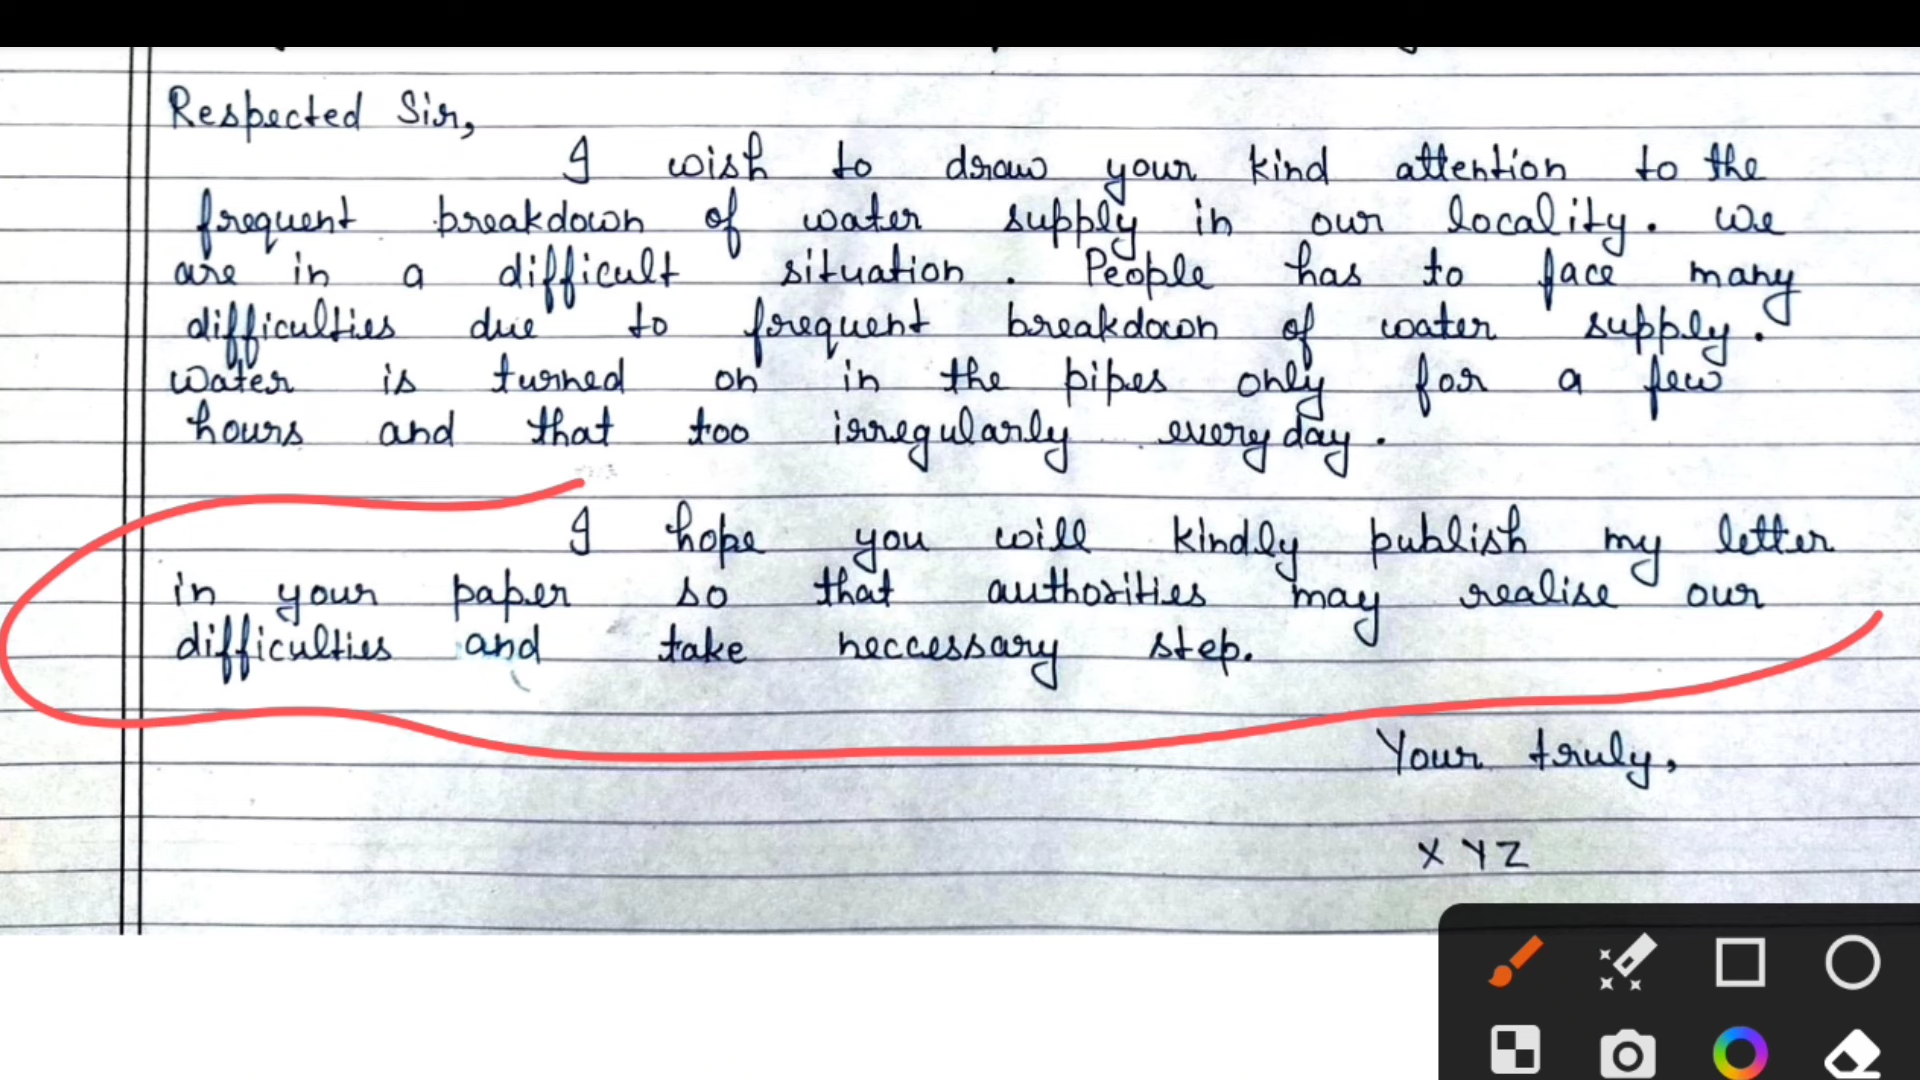 Respected Sir,
I wish to draw your kind attention to the
frequent breakdown of water supply in our locality. We
are in a difficult situation. People has to face many
difficulties due to frequent breakdown of water supply.
Water is turned on in the pipes only for a few
hours and that too irregularly everyday.
I hope you will kindly publish my letter
in your paper so that authorities may realise our
difficulties and take neccessary step.
Your truly,
XYZ